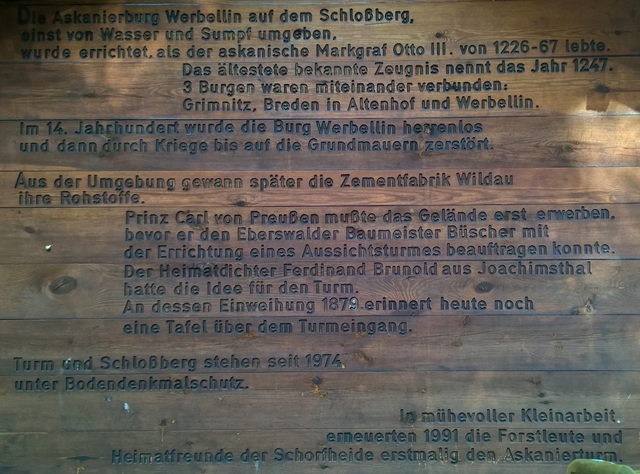 Die Askanierburg Werbellin auf dem Schloßberg,
einst von Wasser und Sumpf umgeben,
wurde errichtet, als der askanische Markgraf Otto III. von 1226-67 lebte.
Das ältestete bekannte Zeugnis nennt das Jahr 1247.
3 Burgen waren miteinander verbunden:
Grimnitz, Breden in Altenhof und Werbellin.
Im 14. Jahrhundert wurde die Burg Werbellin herrenlos
und dann durch Kriege bis auf die Grundmauern zerstört.
Aus der Umgebung gewann später die Zementfabrik Wildau
ihre Rohstoffe.
Prinz Carl von Preußen mußte das Gelände erst erwerben,
bevor er den Eberswalder Baumeister Büscher mit
der Errichtung eines Aussichtsturmes beauftragen konnte.
Der Heimatdichter Ferdinand Brunold aus Joachimsthal
hatte die Idee für den Turm.
An dessen Einweihung 1879 erinnert heute noch
eine Tafel über dem Turmeingang.
Turm und Schloßberg stehen seit 1974
unter Bodendenkmalschutz.
In mühevoller Kleinarbeit,
erneuerten 1991 die Forstleute und
Heimatfreunde der Schorfheide erstmalig den Askanierturm.